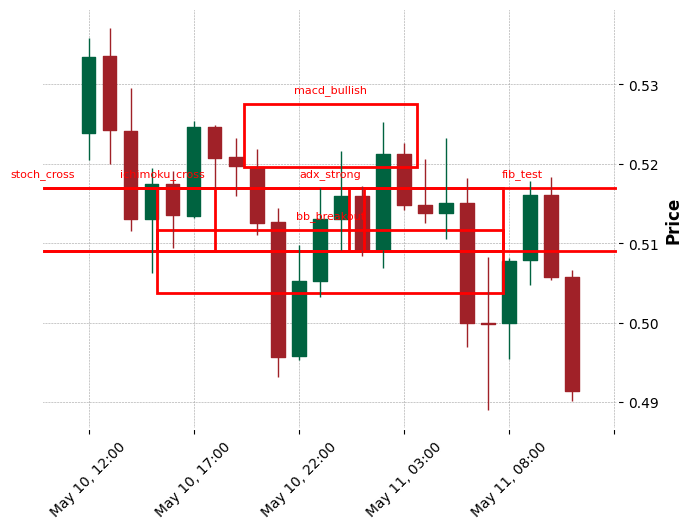 macd_bullish
stoch_cross
ichimoku_cross
adx_strong
fib_test
bb_breakout
0.53
0.52
0.51
0.50
0.49
Price
May 10, 12:00
May 10, 17:00
May 10, 22:00
May 11, 03:00
May 11, 08:00